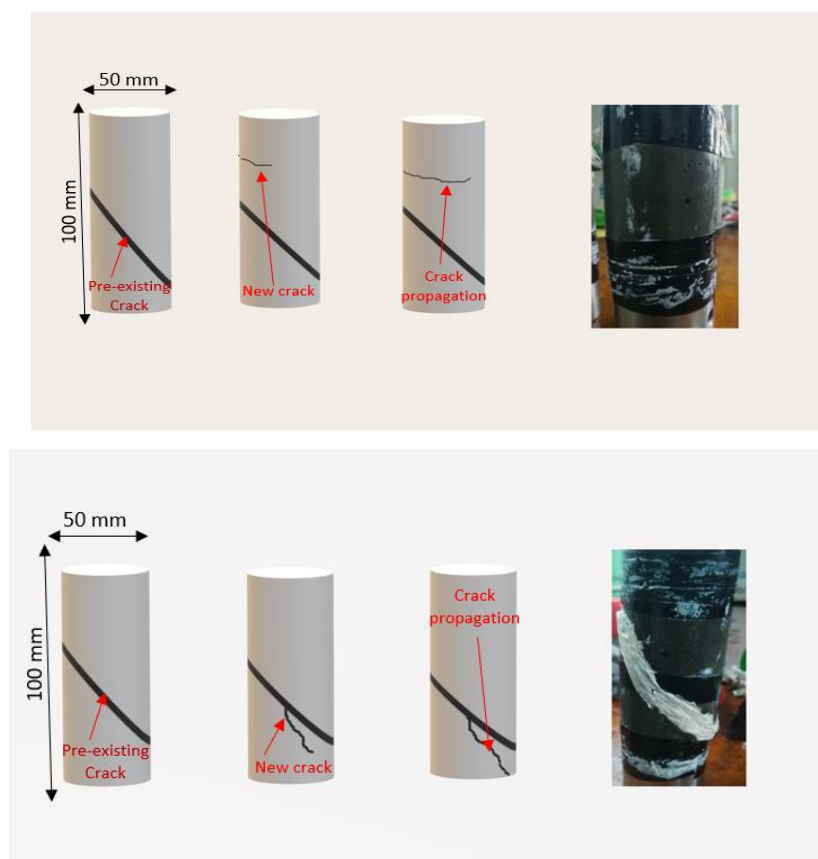 50 mm
100 mm
Pre-existing
Crack
New crack
Crack
propagation
50 mm
100 mm
Pre-existing
Crack
New crack
Crack
propagation